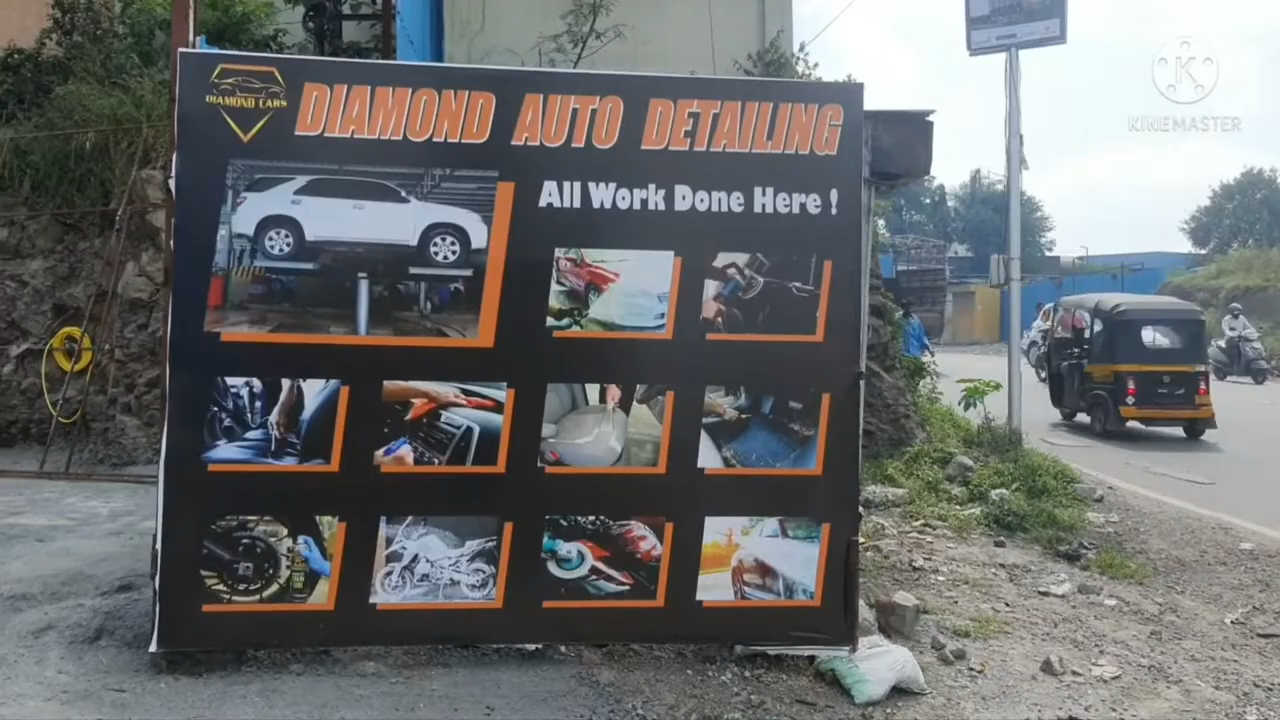 DIAMOND CARS
DIAMOND AUTO DETAILING
All Work Done Here !
K
KINEMASTER